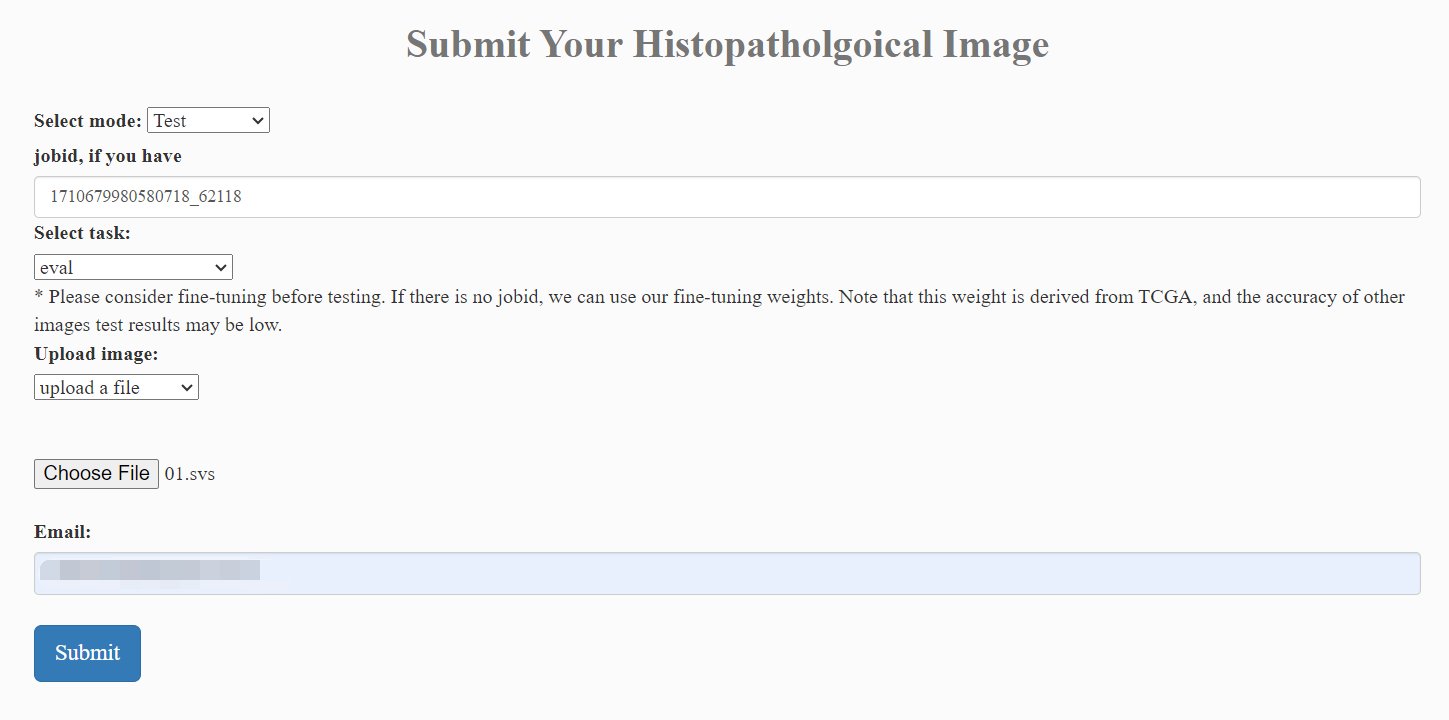 Submit Your Histopatholgoical Image
Select mode: Test
jobid, if you have
1710679980580718_62118
Select task:
eval
* Please consider fine-tuning before testing. If there is no jobid, we can use our fine-tuning weights. Note that this weight is derived from TCGA, and the accuracy of other
images test results may be low.
Upload image:
upload a file
Choose File 01.svs
Email:
Submit